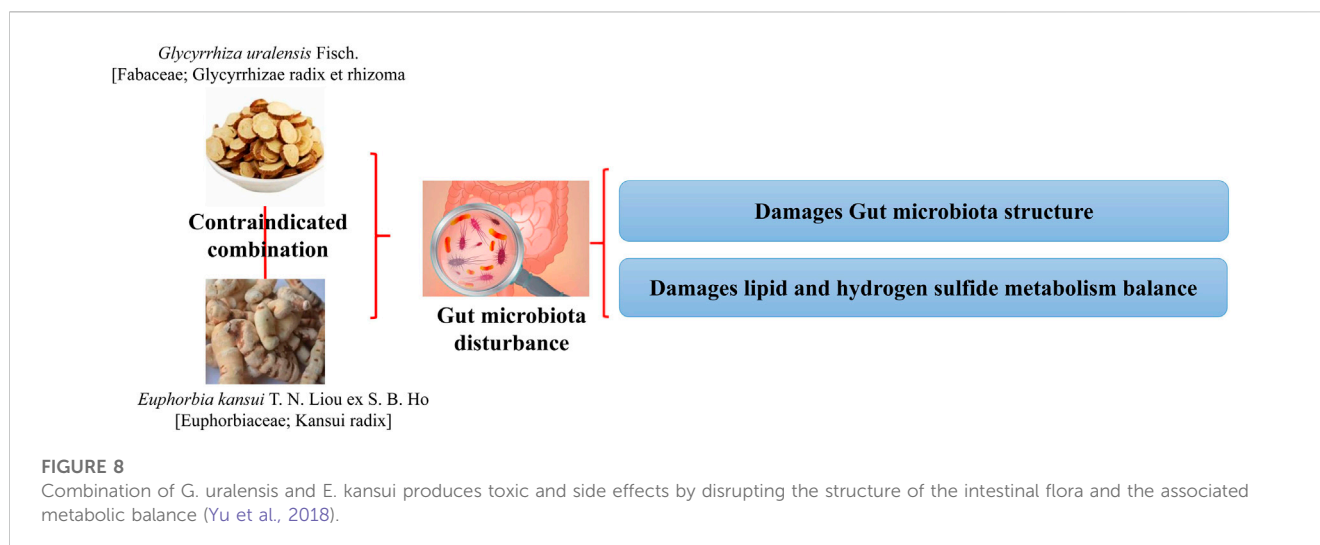 Glycyrrhiza uralensis Fisch.
[Fabaceae; Glycyrrhizae radix et rhizoma
Contraindicated
combination
Euphorbia kansui T. N. Liou ex S. B. Ho
[Euphorbiaceae; Kansui radix]
Gut microbiota
disturbance
Damages Gut microbiota structure
Damages lipid and hydrogen sulfide metabolism balance
FIGURE 8
Combination of G. uralensis and E. kansui produces toxic and side effects by disrupting the structure of the intestinal flora and the associated
metabolic balance (Yu et al., 2018).